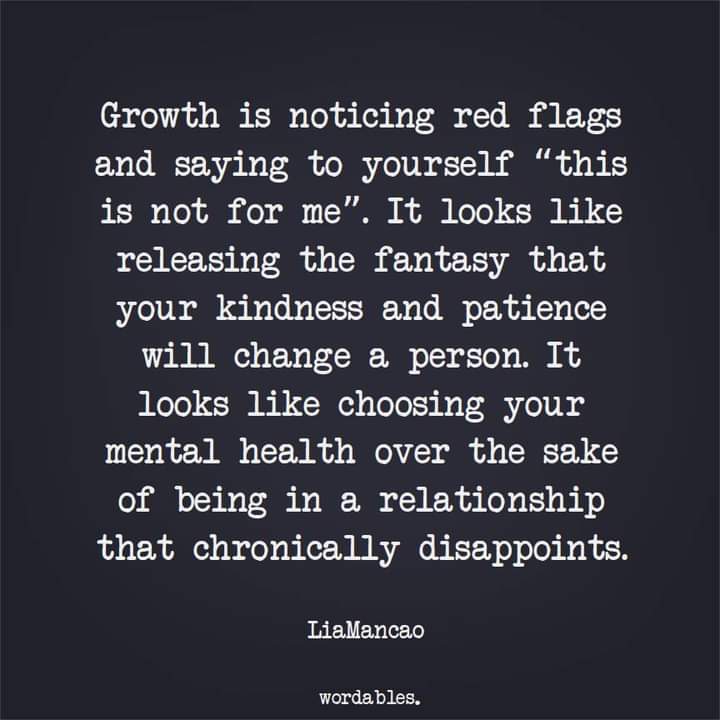 Growth is noticing red flags
and saying to yourself “this
is not for me”. It looks like
releasing the fantasy that
your kindness and patience
will change a person. It
looks like choosing your
mental health over the sake
of being in a relationship
that chronically disappoints.
LiaMancao
wordables.